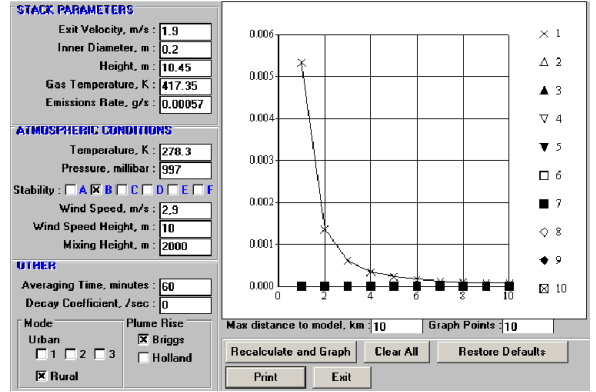 STACK PARAMETERS
Exit Velocity, m/s : 1.9
Inner Diameter, m : 0.2
Height, m : 10.45
Gas Temperature, K : 417.35
Emissions Rate, g/s : 0.00057
ATMOSPHERIC CONDITIONS
Temperature, K : 278.3
Pressure, millibar : 997
Stability : A B C D E F
Wind Speed, m/s : 2,9
Wind Speed Height, m : 10
Mixing Height, m : 2000
OTHER
Averaging Time, minutes : 60
Decay Coefficient, /sec : 0
Mode
Urban
1 2 3
Rural
Plume Rise
Briggs
Holland
0.006
0.005
0.004
0.003
0.002
0.001
0.000
0 2 4 6 8 10
1
2
3
4
5
6
7
8
9
10
Max distance to model, km : 10 Graph Points : 10
Recalculate and Graph Clear All Restore Defaults
Print Exit